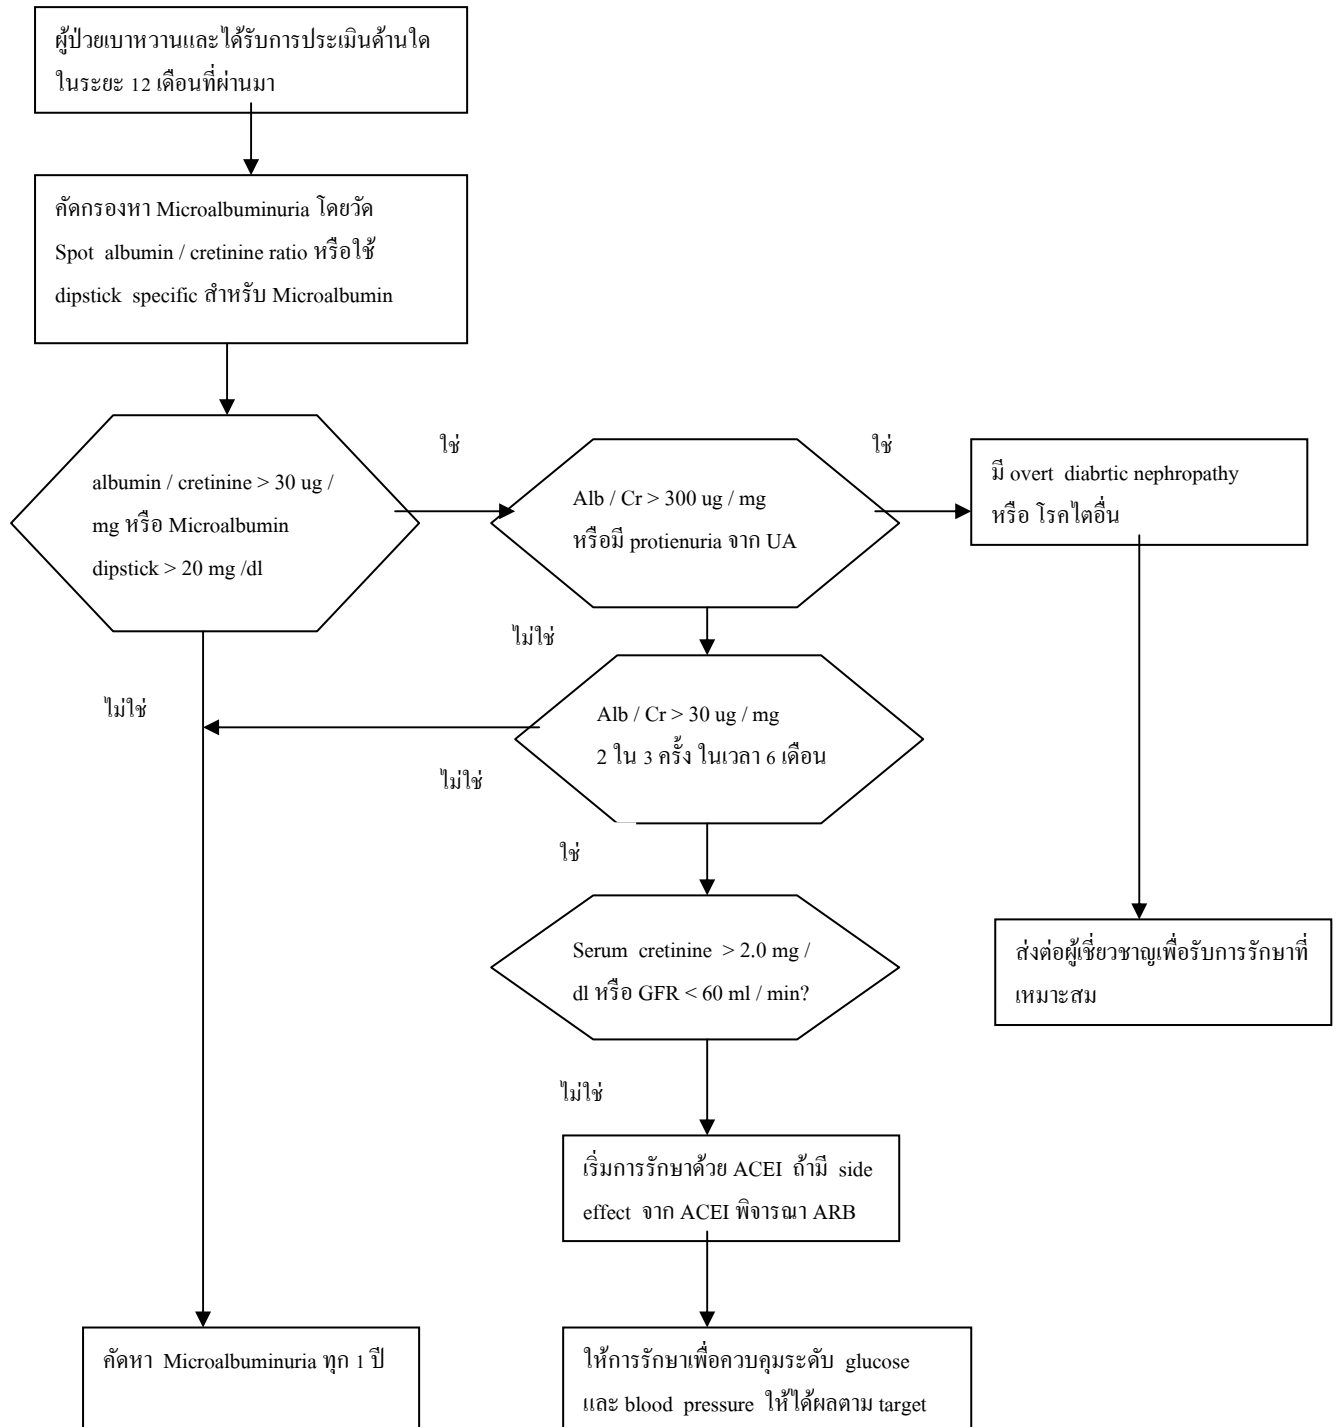 ผู้ป่วยเบาหวานและได้รับการประเมินด้านใด
ในระยะ 12 เดือนที่ผ่านมา
คัดกรองหา Microalbuminuria โดยวัด
Spot albumin / cretinine ratio หรือใช้
dipstick specific สำหรับ Microalbumin
albumin / cretinine > 30 ug /
mg หรือ Microalbumin
dipstick > 20 mg /dl
ใช่
Alb / Cr > 300 ug / mg
หรือมี protienuria จาก UA
ใช่
มี overt diabrtic nephropathy
หรือ โรคไตอื่น
ไม่ใช่
ไม่ใช่
Alb / Cr > 30 ug / mg
2 ใน 3 ครั้ง ในเวลา 6 เดือน
ไม่ใช่
ใช่
Serum cretinine > 2.0 mg /
dl หรือ GFR < 60 ml / min?
ส่งต่อผู้เชี่ยวชาญเพื่อรับการรักษาที่
เหมาะสม
ไม่ใช่
เริ่มการรักษาด้วย ACEI ถ้ามี side
effect จาก ACEI พิจารณา ARB
คัดหา Microalbuminuria ทุก 1 ปี
ให้การรักษาเพื่อควบคุมระดับ glucose
และ blood pressure ให้ได้ผลตาม target